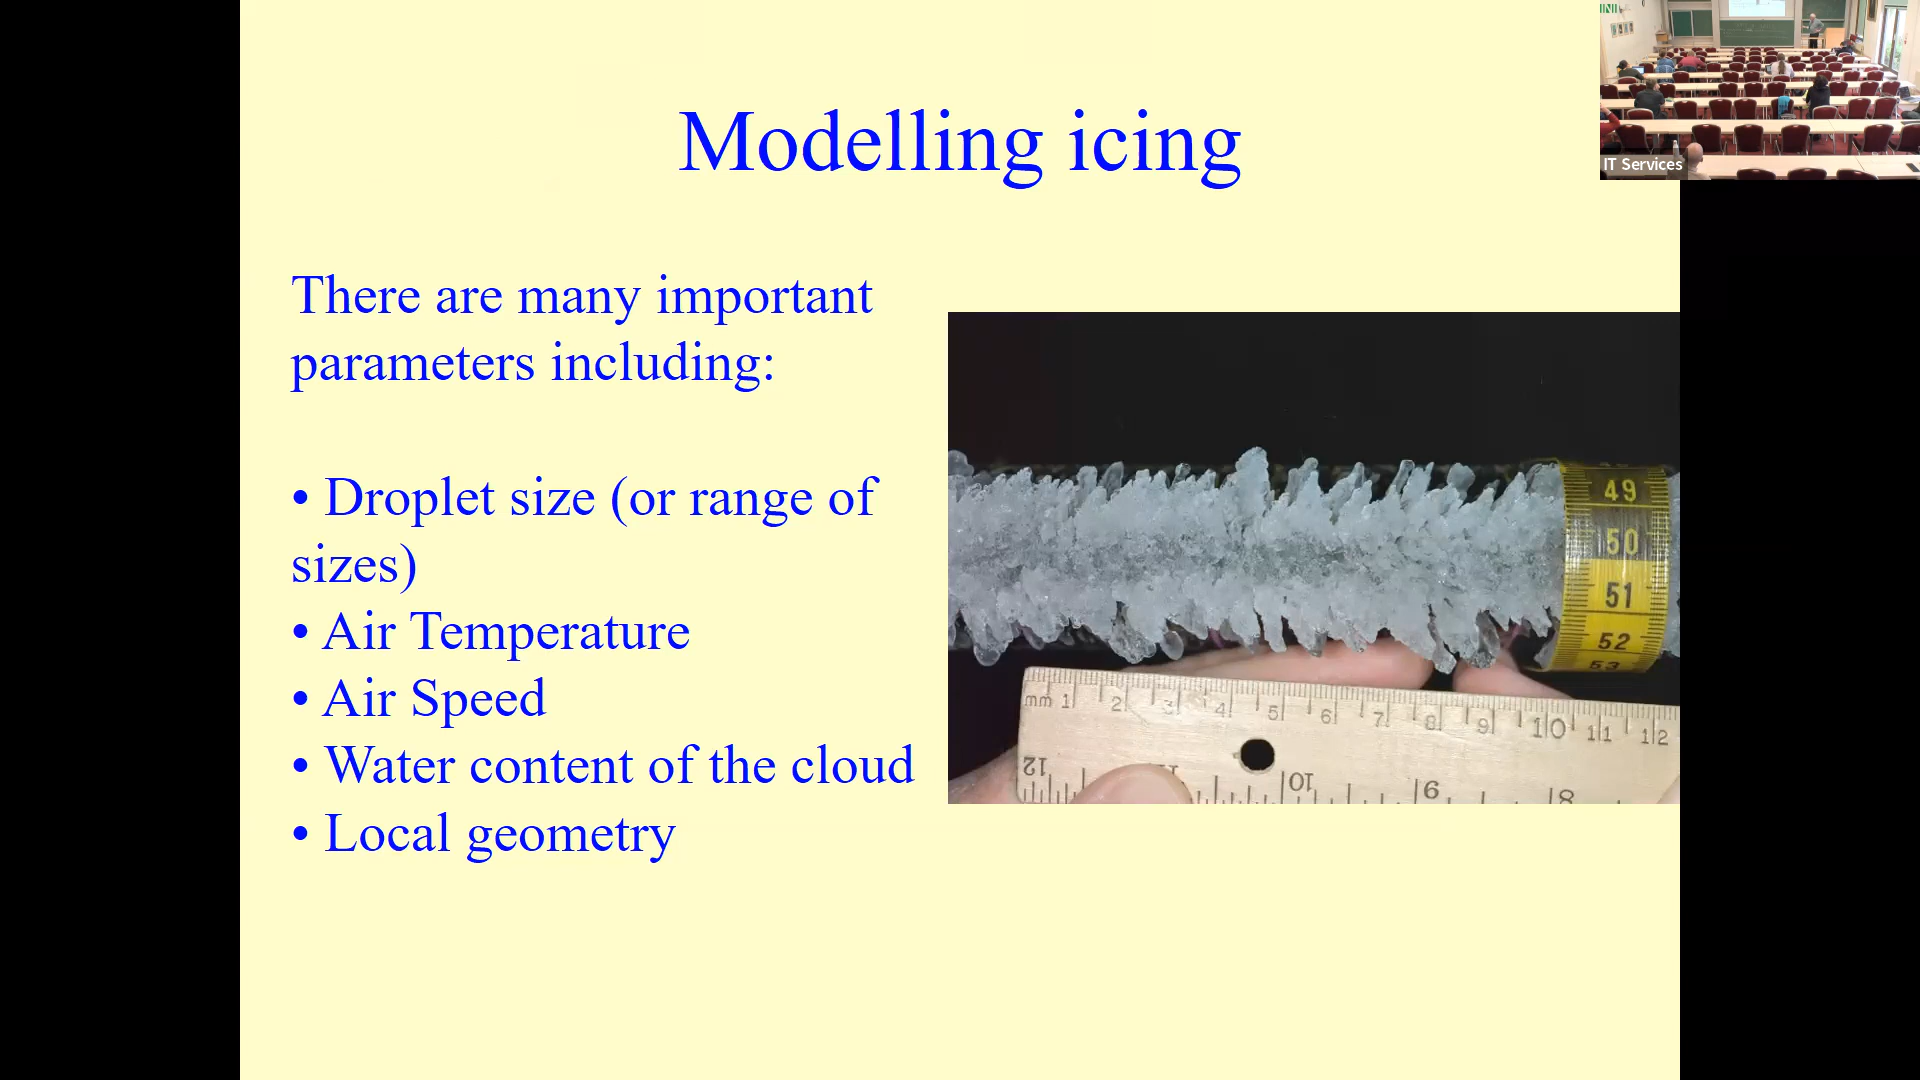 Modelling icing
There are many important
parameters including:
• Droplet size (or range of
sizes)
• Air Temperature
• Air Speed
• Water content of the cloud
• Local geometry
49
50
51
52
53
mm 1 2 3 4 5 6 7 8 9 10 11 12
12 11 10 9 8
IT Services